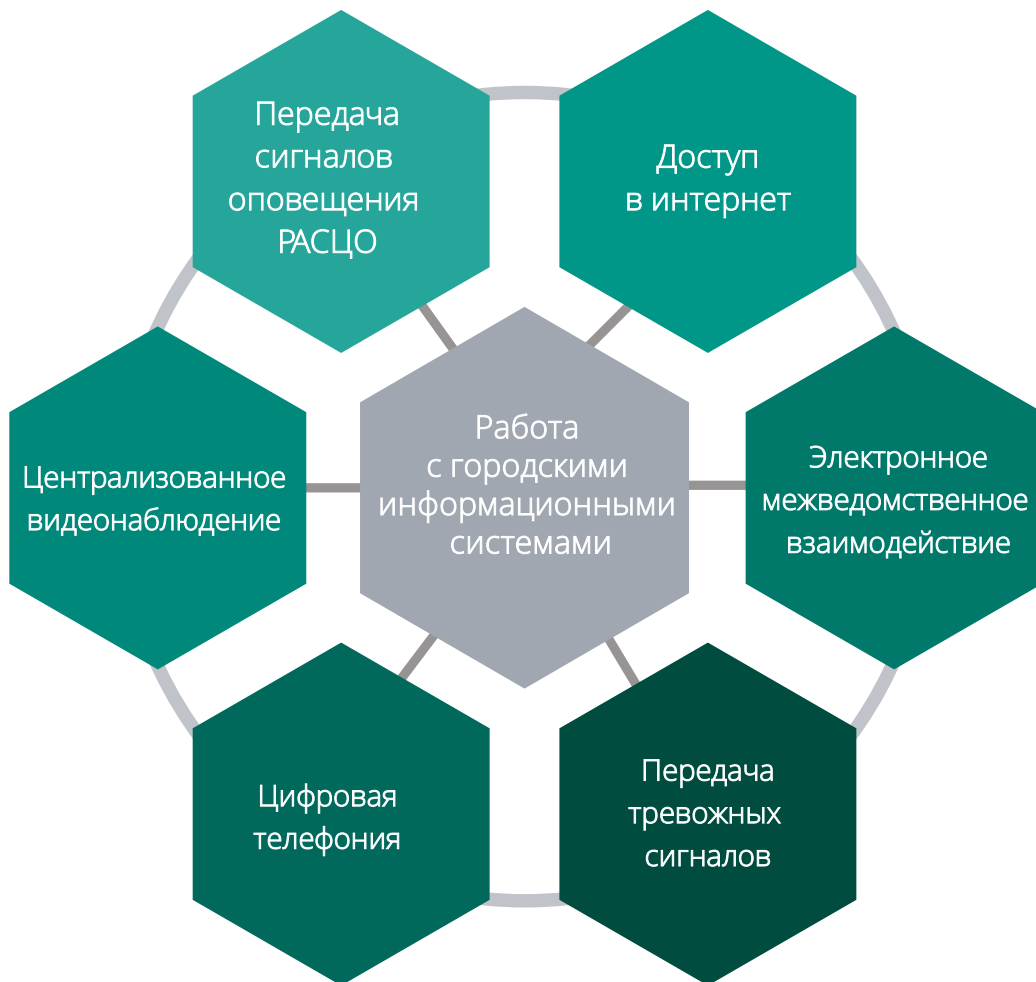 Передача
сигналов
оповещения
РАСЦО
Доступ
в интернет
Централизованное
видеонаблюдение
Работа
с городскими
информационными
системами
Электронное
межведомственное
взаимодействие
Цифровая
телефония
Передача
тревожных
сигналов